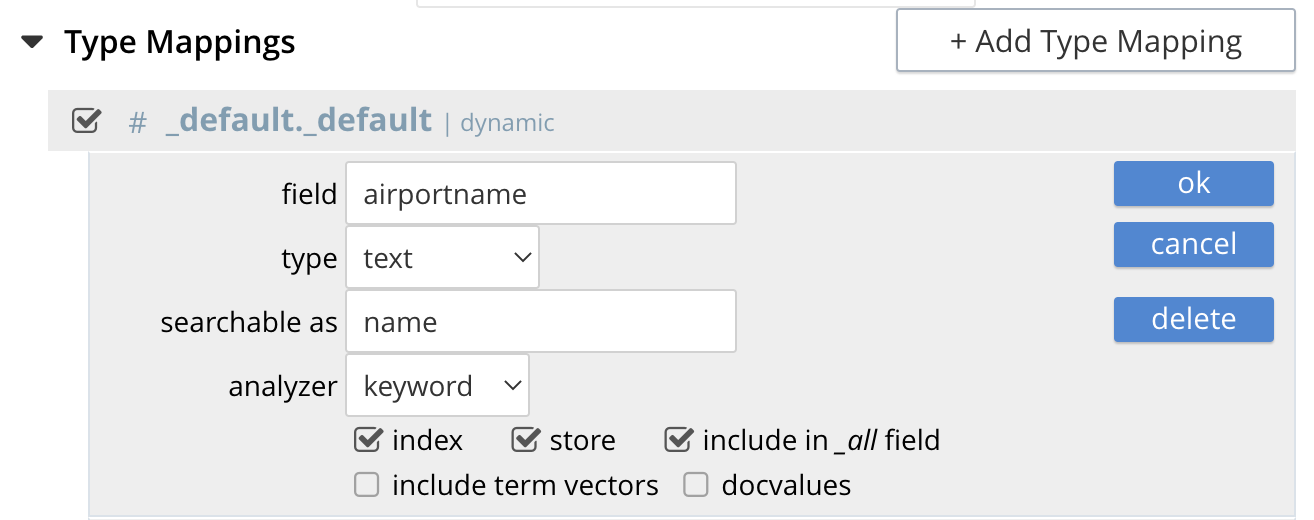 Type Mappings
+ Add Type Mapping
# _default._default | dynamic
field airportname
ok
type text
cancel
searchable as name
delete
analyzer keyword
index store include in _all field
include term vectors docvalues